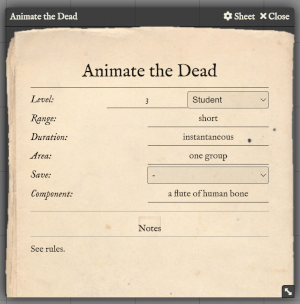 Animate the Dead Sheet Close
Animate the Dead
Level: 3 Student
Range: short
Duration: instantaneous
Area: one group
Save: -
Component: a flute of human bone
Notes
See rules.